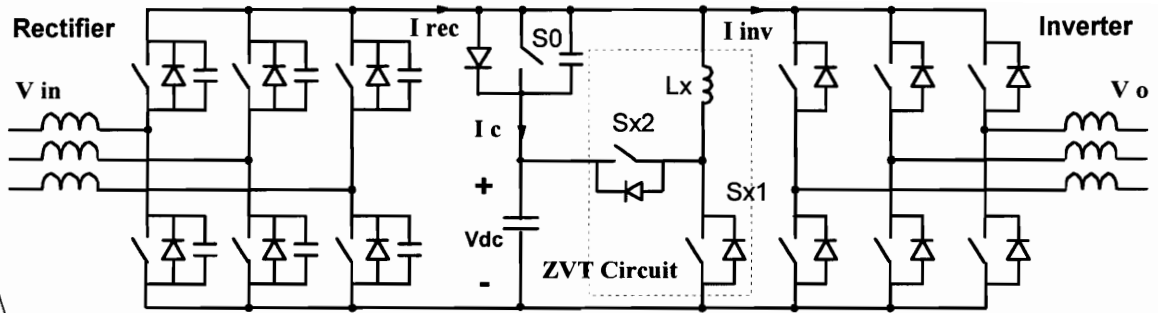 Rectifier
I rec
S0
I inv
Inverter
V in
Lx
V o
I c
Sx2
+
Sx1
Vdc
ZVT Circuit
-